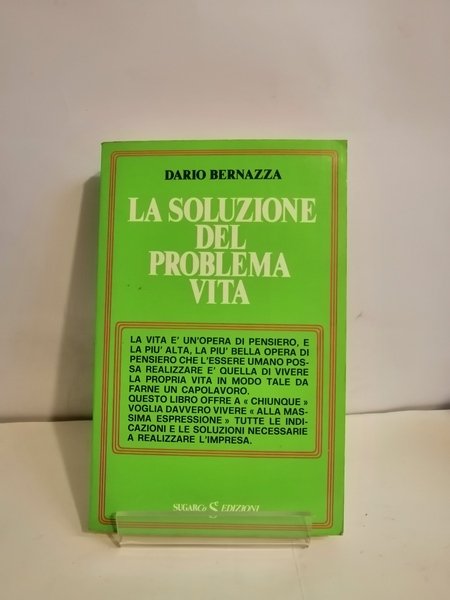 DARIO BERNAZZA
LA SOLUZIONE
DEL
PROBLEMA
VITA
LA VITA E' UN'OPERA DI PENSIERO, E
LA PIU' ALTA, LA PIU' BELLA OPERA DI
PENSIERO CHE L'ESSERE UMANO POS-
SA REALIZZARE E' QUELLA DI VIVERE
LA PROPRIA VITA IN MODO TALE DA
FARNE UN CAPOLAVORO.
QUESTO LIBRO OFFRE A « CHIUNQUE »
VOGLIA DAVVERO VIVERE « ALLA MAS-
SIMA ESPRESSIONE » TUTTE LE INDI-
CAZIONI E LE SOLUZIONI NECESSARIE
A REALIZZARE L'IMPRESA.
SUGARCo S EDIZIONI